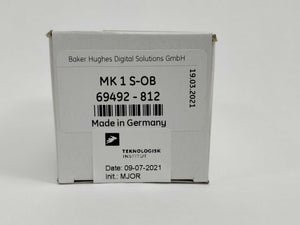 Baker Hughes Digital Solutions GmbH
MK 1 S-OB
69492 - 812
Made in Germany
19.03.2021
TEKNOLOGISK
INSTITUT
Date: 09-07-2021
Init.: MJOR